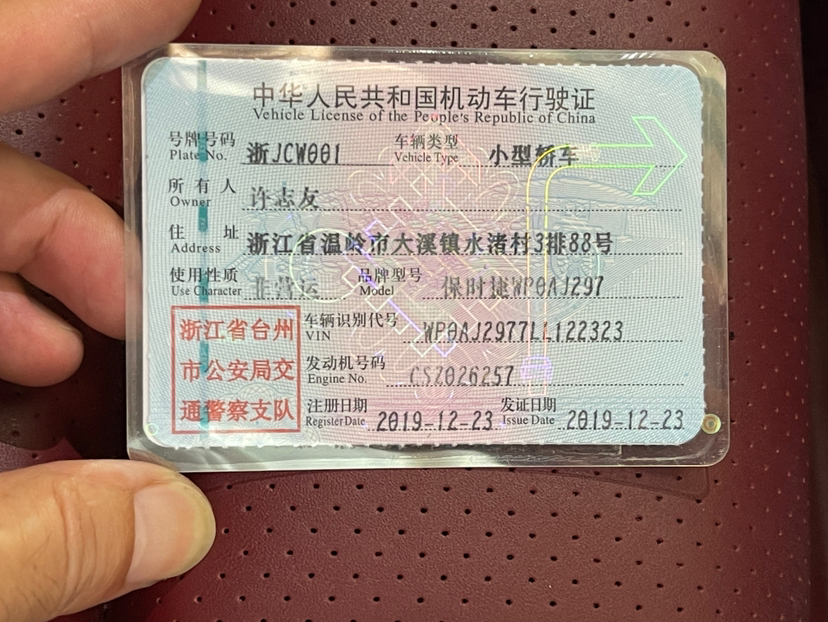 中华人民共和国机动车行驶证
Vehicle License of the People's Republic of China
号牌号码 浙JCW001 车辆类型 小型轿车
Plate No. Vehicle Type
所有人 许志友
Owner
住址 浙江省温岭市大溪镇水渚村3排88号
Address
使用性质 非营运 品牌型号 保时捷WP0AJ297
Use Character Model
浙江省台州
市公安局交
通警察支队
车辆识别代号 WP0AJ2977LL122323
VIN
发动机号码 CSZ026257
Engine No.
注册日期 2019-12-23 发证日期 2019-12-23
Register Date Issue Date